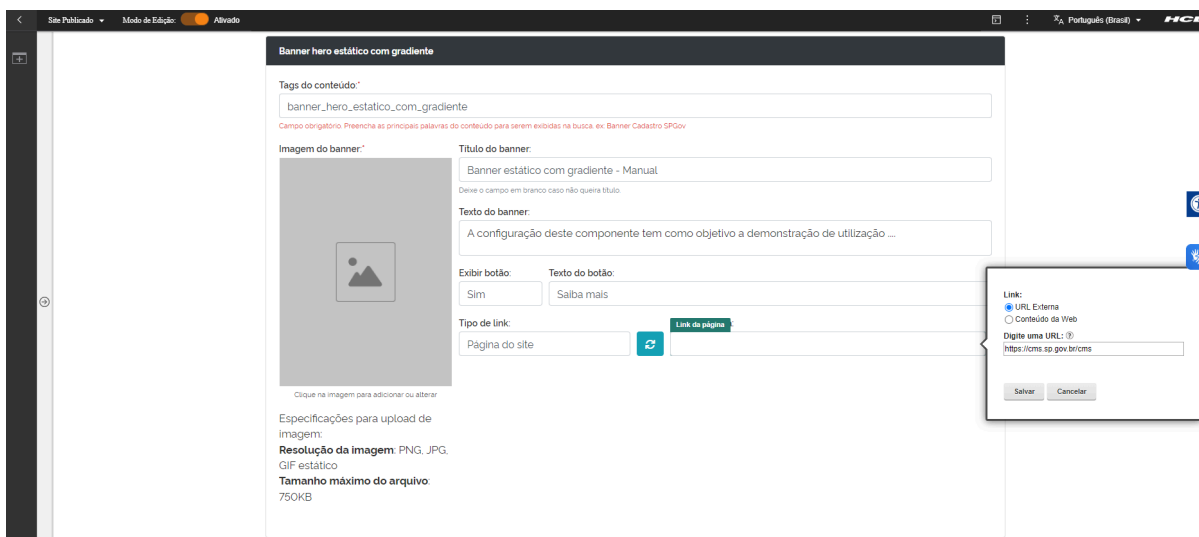 Site Publicado
Modo de Edição:
Ativado
Português (Brasil)
Banner hero estático com gradiente
Tags do conteúdo:*
banner_hero_estatico_com_gradiente
Campo obrigatório. Preencha as principais palavras do conteúdo para serem exibidas na busca. ex: Banner Cadastro SPGov
Imagem do banner:*
Título do banner:
Banner estático com gradiente - Manual
Deixe o campo em branco caso não queira título.
Texto do banner:
A configuração deste componente tem como objetivo a demonstração de utilização ....
Exibir botão:
Texto do botão:
Sim
Saiba mais
Tipo de link:
Link da página
Página do site
Link:
URL Externa
Conteúdo da Web
Digite uma URL:
https://cms.sp.gov.br/cms
Salvar
Cancelar
Clique na imagem para adicionar ou alterar
Especificações para upload de
imagem:
Resolução da imagem: PNG, JPG,
GIF estático
Tamanho máximo do arquivo:
750KB